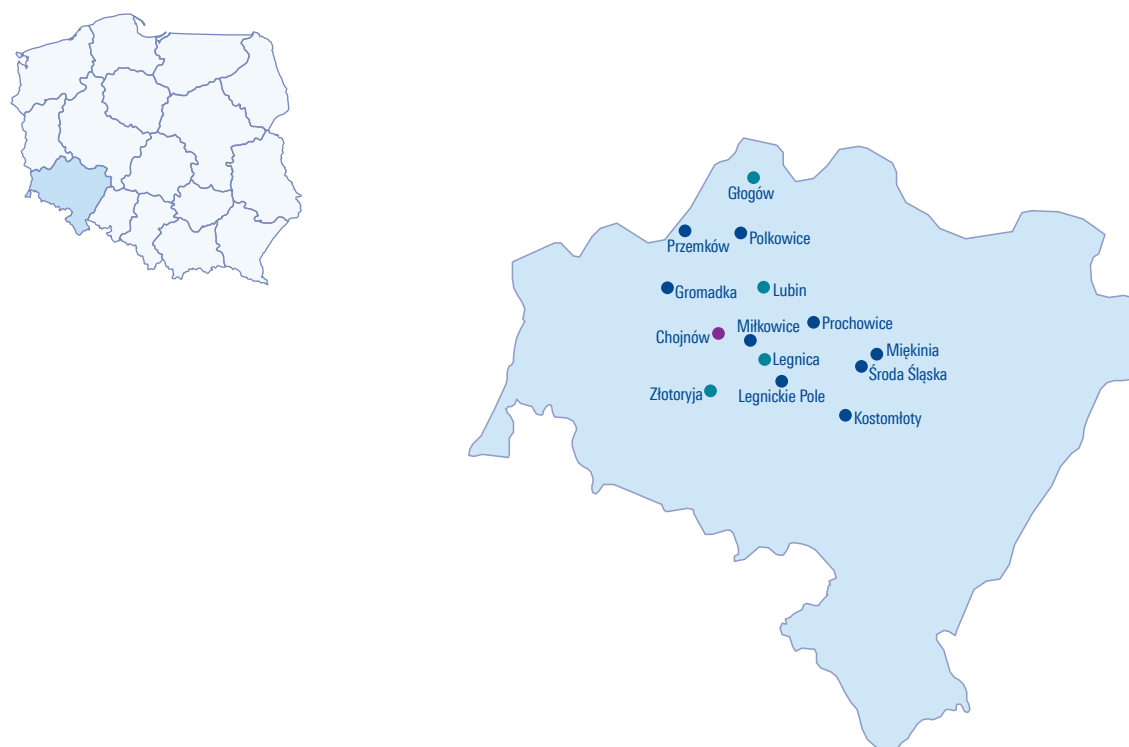 Głogów
Przemków
Polkowice
Gromadka
Lubin
Chojnów
Miłkowice
Prochowice
Legnica
Miękinia
Środa Śląska
Złotoryja
Legnickie Pole
Kostomłoty